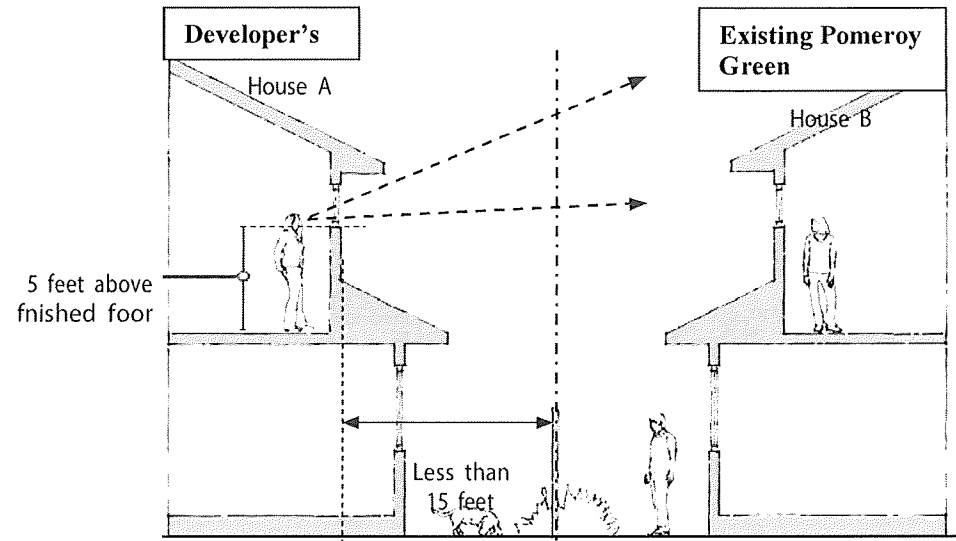 Developer's
Existing Pomeroy
Green
House A
House B
5 feet above
fnished foor
Less than
15 feet